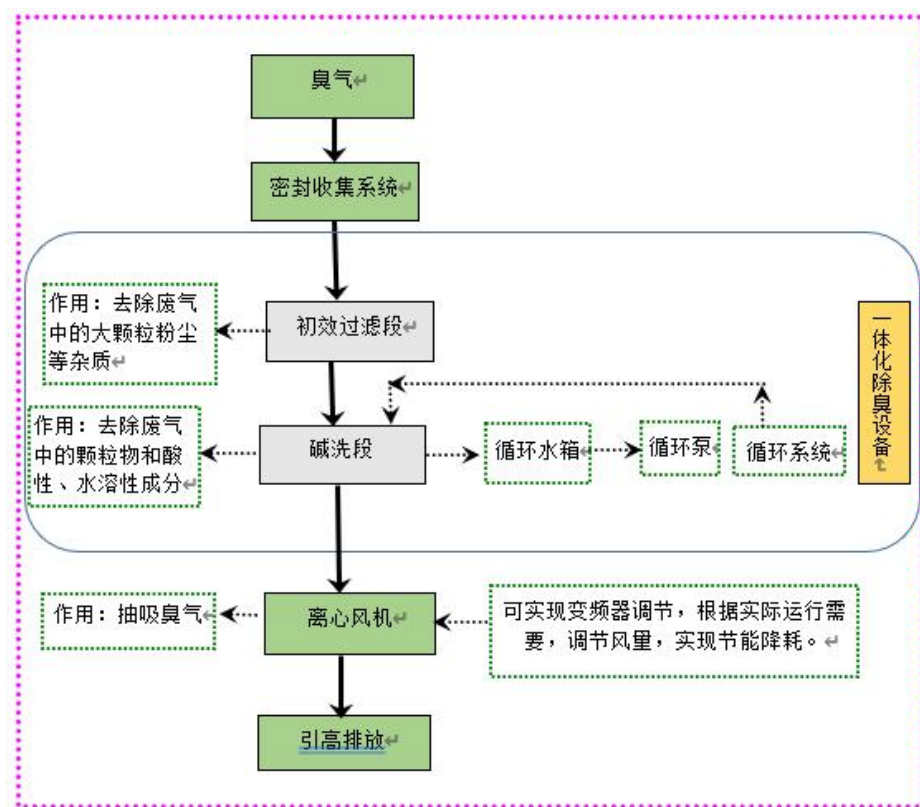 臭气
密封收集系统
作用：去除废气
中的大颗粒粉尘
等杂质
初效过滤段
一体化除臭设备
作用：去除废气
中的颗粒物和酸
性、水溶性成分
碱洗段
循环水箱
循环泵
循环系统
作用：抽吸臭气
离心风机
可实现变频器调节，根据实际运行需
要，调节风量，实现节能降耗。
引高排放